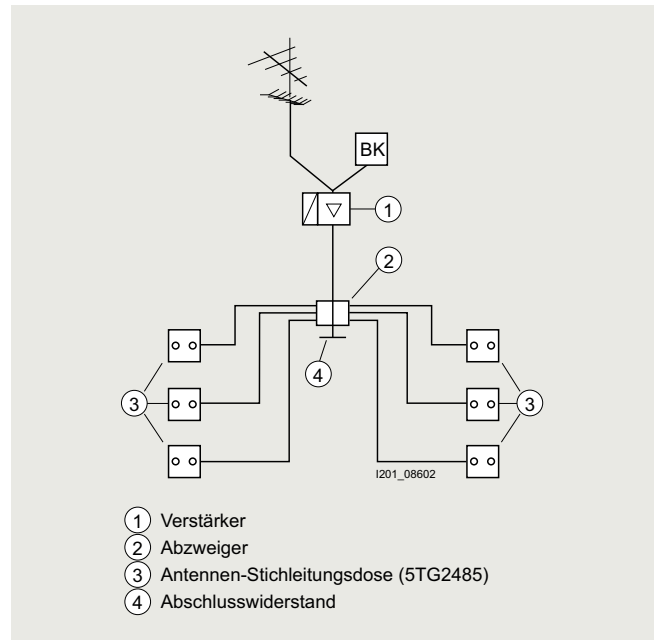 BK
1
2
4
3
3
I201_08602
1 Verstärker
2 Abzweiger
3 Antennen-Stichleitungsdose (5TG2485)
4 Abschlusswiderstand